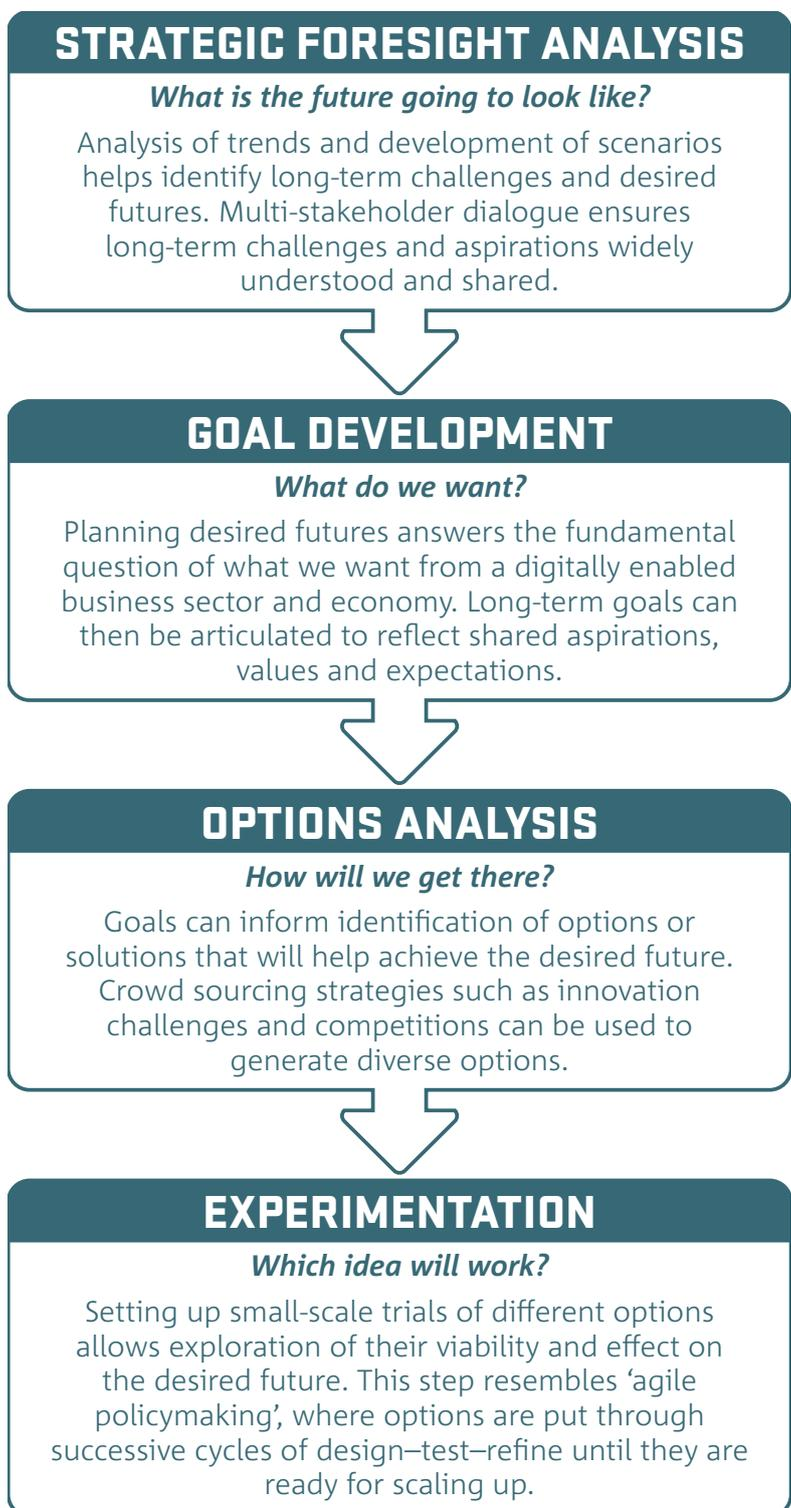 STRATEGIC FORESIGHT ANALYSIS
What is the future going to look like?
Analysis of trends and development of scenarios
helps identify long-term challenges and desired
futures. Multi-stakeholder dialogue ensures
long-term challenges and aspirations widely
understood and shared.
GOAL DEVELOPMENT
What do we want?
Planning desired futures answers the fundamental
question of what we want from a digitally enabled
business sector and economy. Long-term goals can
then be articulated to reflect shared aspirations,
values and expectations.
OPTIONS ANALYSIS
How will we get there?
Goals can inform identification of options or
solutions that will help achieve the desired future.
Crowd sourcing strategies such as innovation
challenges and competitions can be used to
generate diverse options.
EXPERIMENTATION
Which idea will work?
Setting up small-scale trials of different options
allows exploration of their viability and effect on
the desired future. This step resembles ‘agile
policymaking’, where options are put through
successive cycles of design–test–refine until they are
ready for scaling up.